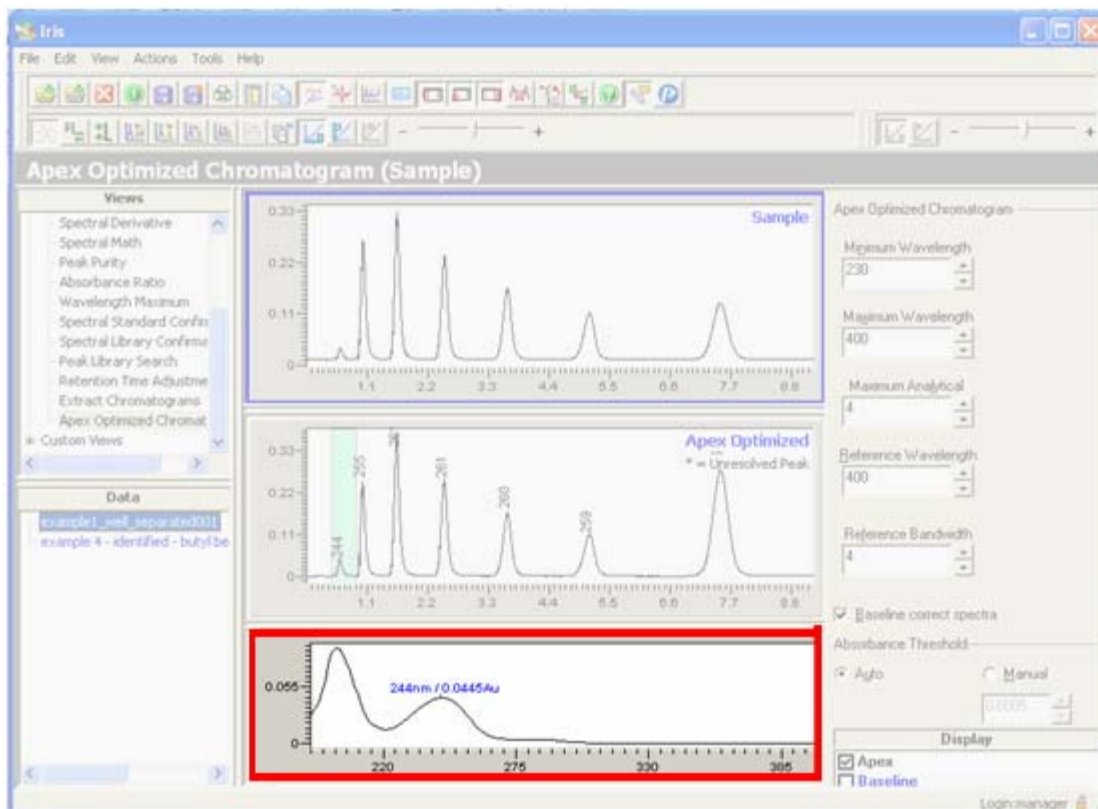 Iris
File Edit View Actions Tools Help
- +
- +
Apex Optimized Chromatogram (Sample)
Views
Spectral Derivative
Spectral Math
Peak Purity
Absorbance Ratio
Wavelength Maximum
Spectral Standard Confirm
Spectral Library Confirma
Peak Library Search
Retention Time Adjustme
Extract Chromatograms
Apex Optimized Chromat
Custom Views
Data
example1_well_separated001
example 4 - identified - butyl be
Sample
0.33
0.22
0.11
0
1.1 2.2 3.3 4.4 5.5 6.6 7.7 8.8
Apex Optimized
* = Unresolved Peak
0.33
0.22
0.11
0
244 255 261 260 259
1.1 2.2 3.3 4.4 5.5 6.6 7.7 8.8
244nm / 0.0445Au
0.055
0
220 275 330 385
Apex Optimized Chromatogram
Minimum Wavelength
230
Maximum Wavelength
400
Maximum Analytical
4
Reference Wavelength
400
Reference Bandwidth
4
Baseline correct spectra
Absorbance Threshold
Auto Manual
0.0005
Display
Apex
Baseline
Login:manager